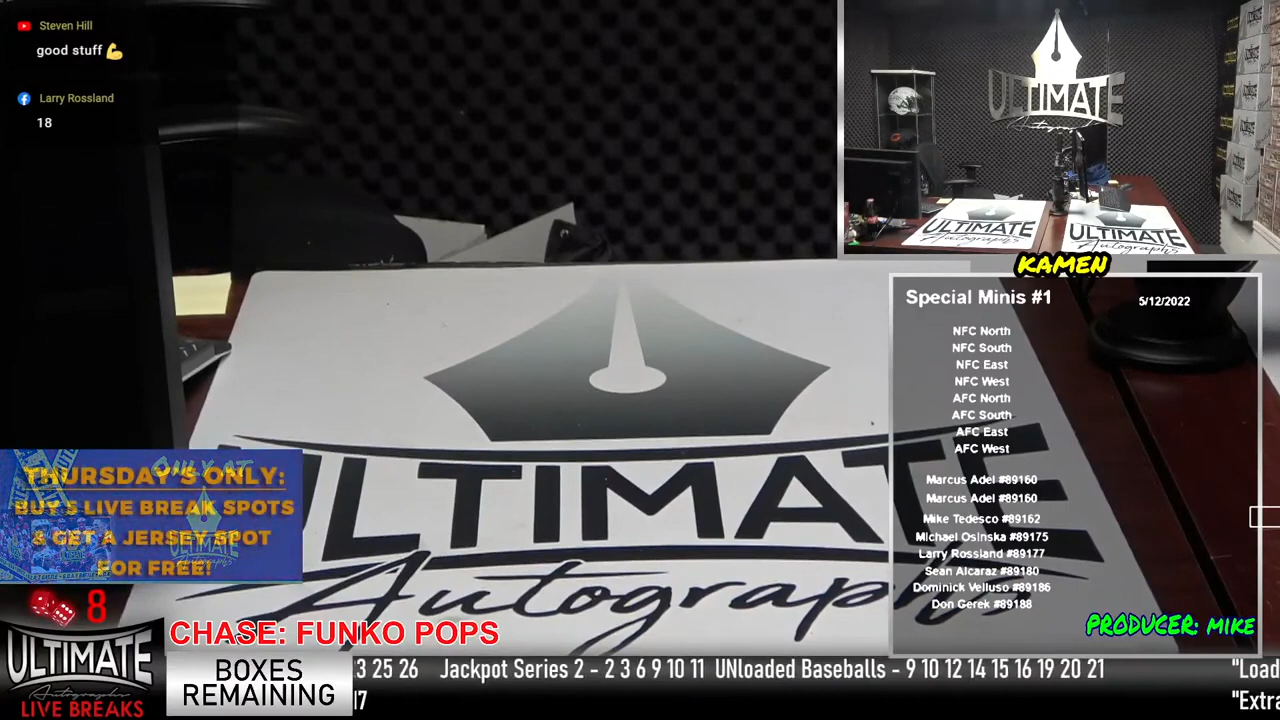 Steven Hill
good stuff 💪
Larry Rossland
18
ULTIMATE
ULTIMATE
Autographs
ULTIMATE
Autographs
KAMEN
Special Minis #1
5/12/2022
NFC North
NFC South
NFC East
NFC West
AFC North
AFC South
AFC East
AFC West
Marcus Adel #89160
Marcus Adel #89160
Mike Tedesco #89162
Michael Osinska #89175
Larry Rossland #89177
Sean Alcaraz #89180
Dominick Velluso #89186
Don Gerek #89188
PRODUCER: MIKE
ULTIMATE
Autographs
THURSDAY'S ONLY:
BUY 5 LIVE BREAK SPOTS
& GET A JERSEY SPOT
FOR FREE!
8
CHASE: FUNKO POPS
ULTIMATE
Autographs
LIVE BREAKS
BOXES
REMAINING
3 25 26 Jackpot Series 2 - 2 3 6 9 10 11 UNloaded Baseballs - 9 10 12 14 15 16 19 20 21
"Load
17
"Extra